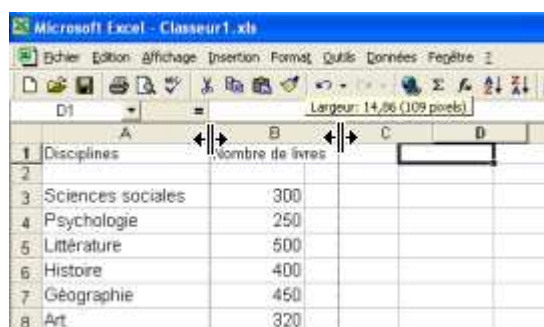 Microsoft Excel - Classeur1.xls
Fichier Edition Affichage Insertion Format Outils Données Fenêtre ?
D1 =
Largeur: 14,86 (109 pixels)
A B C D
1 Disciplines Nombre de livres
2
3 Sciences sociales 300
4 Psychologie 250
5 Littérature 500
6 Histoire 400
7 Géographie 450
8 Art 320